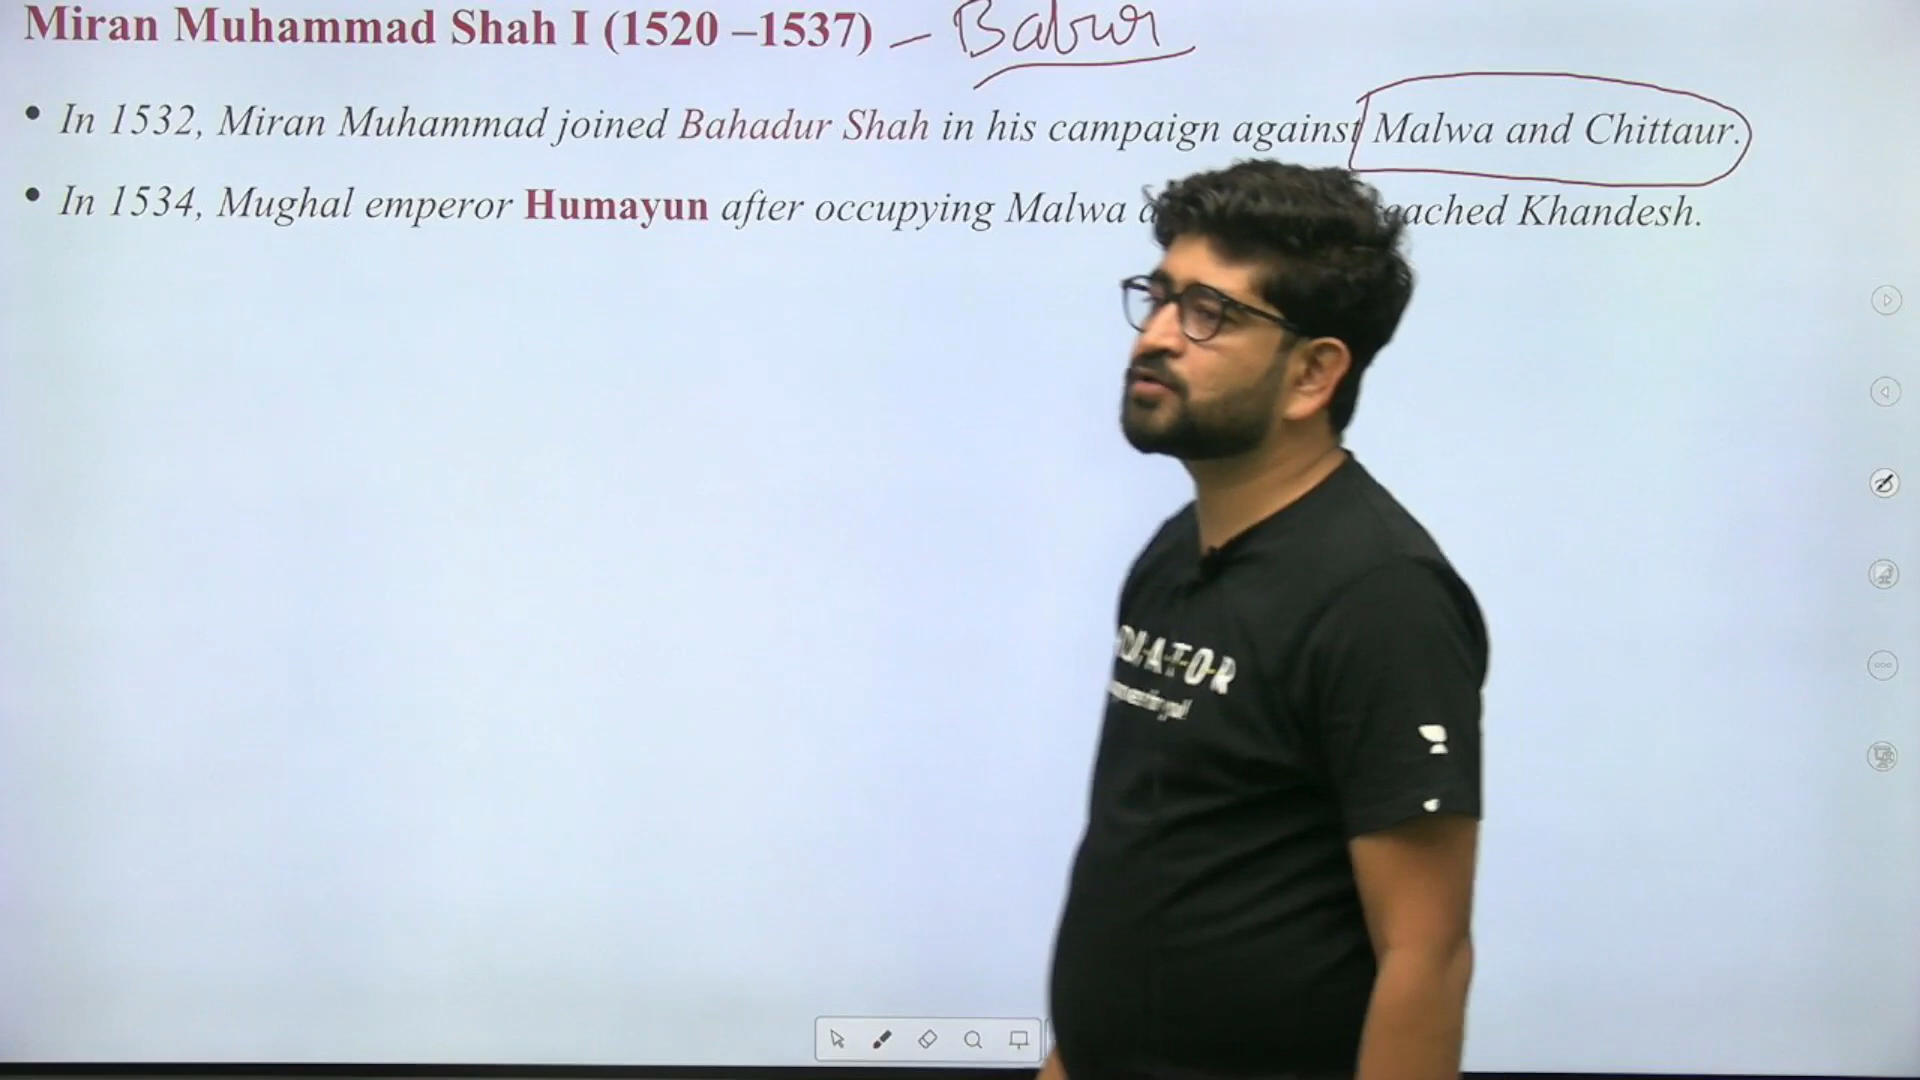 Miran Muhammad Shah I (1520 –1537) – Babur
• In 1532, Miran Muhammad joined Bahadur Shah in his campaign against Malwa and Chittaur.
• In 1534, Mughal emperor Humayun after occupying Malwa Khandesh.